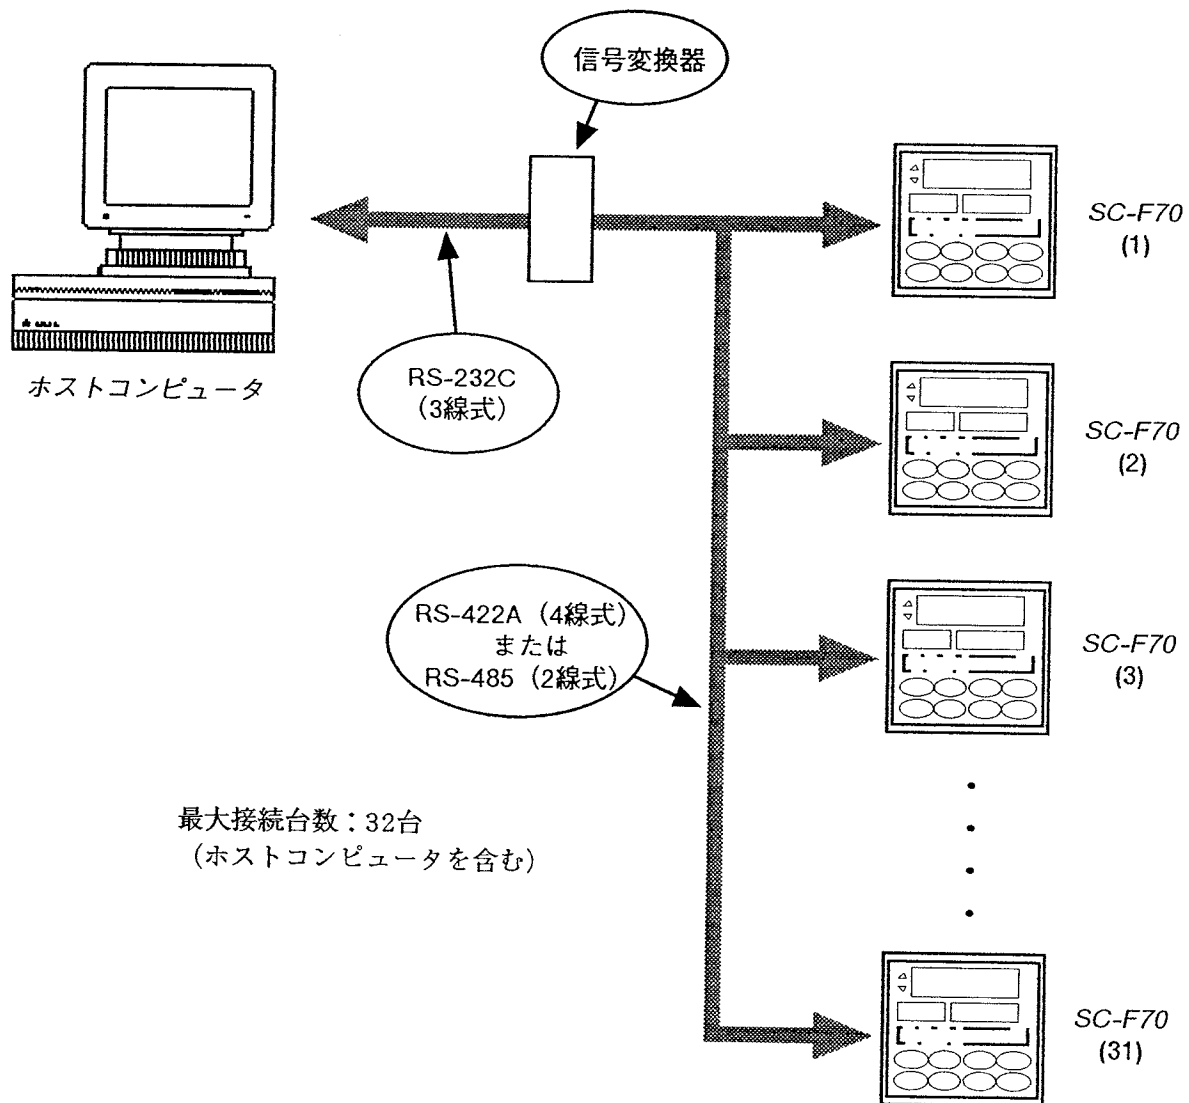 信号変換器
SC-F70
(1)
ホストコンピュータ
RS-232C
(3線式)
SC-F70
(2)
RS-422A (4線式)
または
RS-485 (2線式)
SC-F70
(3)
最大接続台数：32台
(ホストコンピュータを含む)
SC-F70
(31)